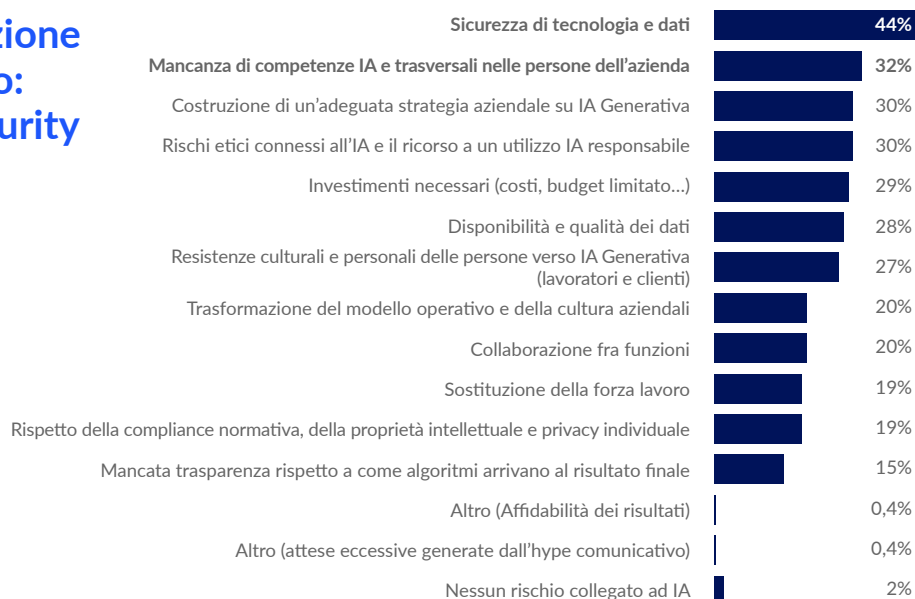 zione
o:
urity
Sicurezza di tecnologia e dati 44%
Mancanza di competenze IA e trasversali nelle persone dell'azienda 32%
Costruzione di un'adeguata strategia aziendale su IA Generativa 30%
Rischi etici connessi all'IA e il ricorso a un utilizzo IA responsabile 30%
Investimenti necessari (costi, budget limitato...) 29%
Disponibilità e qualità dei dati 28%
Resistenze culturali e personali delle persone verso IA Generativa
(lavoratori e clienti) 27%
Trasformazione del modello operativo e della cultura aziendali 20%
Collaborazione fra funzioni 20%
Sostituzione della forza lavoro 19%
Rispetto della compliance normativa, della proprietà intellettuale e privacy individuale 19%
Mancata trasparenza rispetto a come algoritmi arrivano al risultato finale 15%
Altro (Affidabilità dei risultati) 0,4%
Altro (attese eccessive generate dall'hype comunicativo) 0,4%
Nessun rischio collegato ad IA 2%